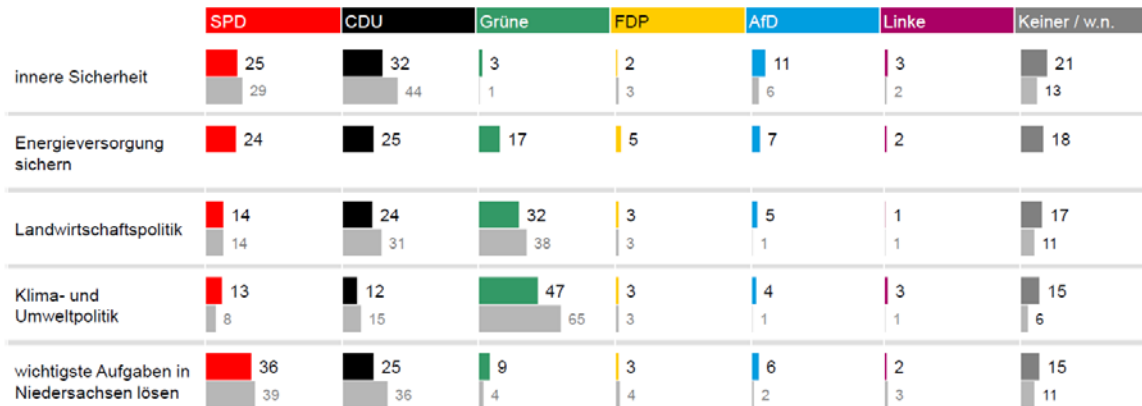 SPD CDU Grüne FDP AfD Linke Keiner / w.n.
25 32 3 2 11 3 21
innere Sicherheit
29 44 1 3 6 2 13
Energieversorgung 24 25 17 5 7 2 18
sichern
14 24 32 3 5 1 17
Landwirtschaftspolitik
14 31 38 3 1 1 11
Klima- und 13 12 47 3 4 3 15
Umweltpolitik 8 15 65 3 1 1 6
wichtigste Aufgaben in 36 25 9 3 6 2 15
Niedersachsen lösen 39 36 4 4 2 3 11